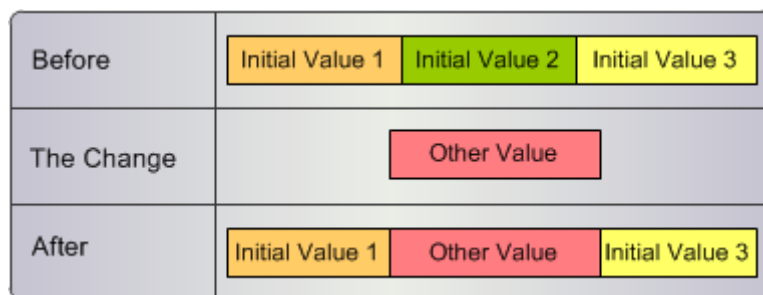 Before
Initial Value 1 Initial Value 2 Initial Value 3
The Change
Other Value
After
Initial Value 1 Other Value Initial Value 3